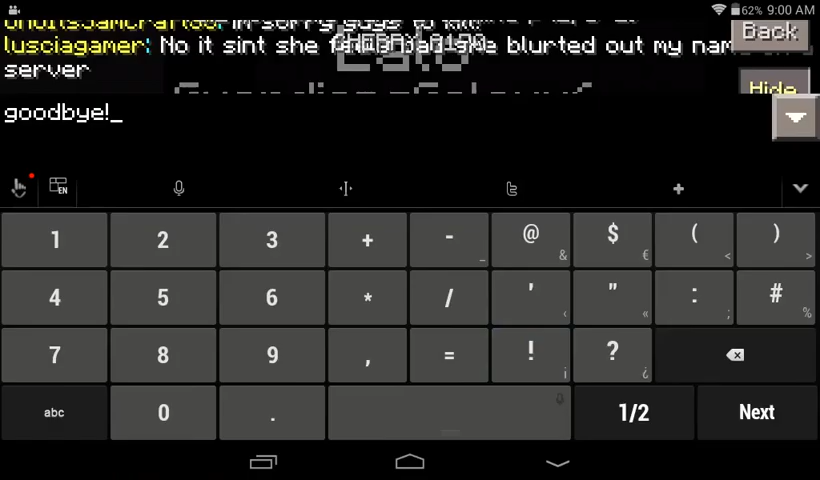 62% 9:00 AM
lusciagamer: No it sint she
blurted out my
server
Back
Hide
goodbye!_
EN
1 2 3 + - _ @ & $ € ( < ) >
4 5 6 * / ' ‹ " « : ; # %
7 8 9 , = ! ¡ ? ¿
abc 0 . 1/2 Next